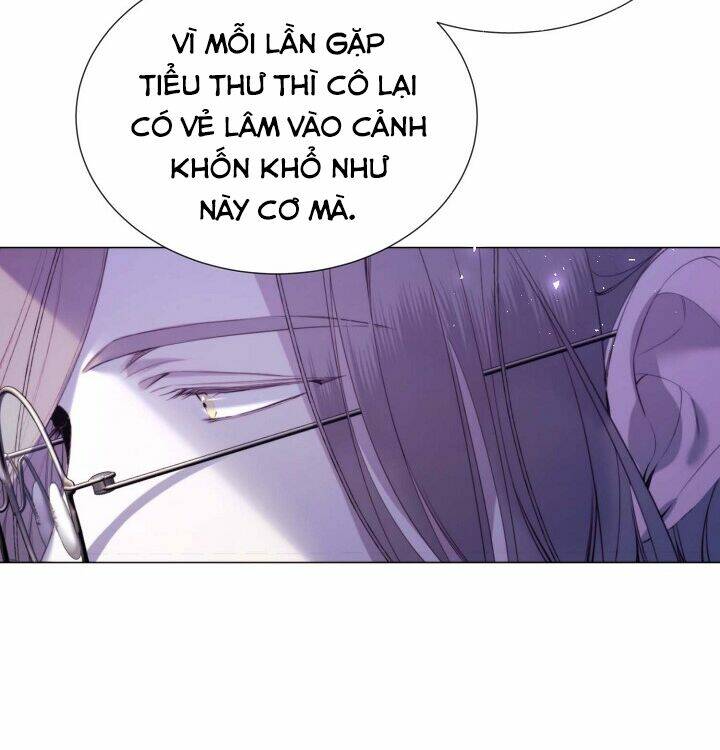 VÌ MỖI LẦN GẶP
TIỂU THƯ THÌ CÔ LẠI
CÓ VẺ LÂM VÀO CẢNH
KHỐN KHỔ NHƯ
NÀY CƠ MÀ.